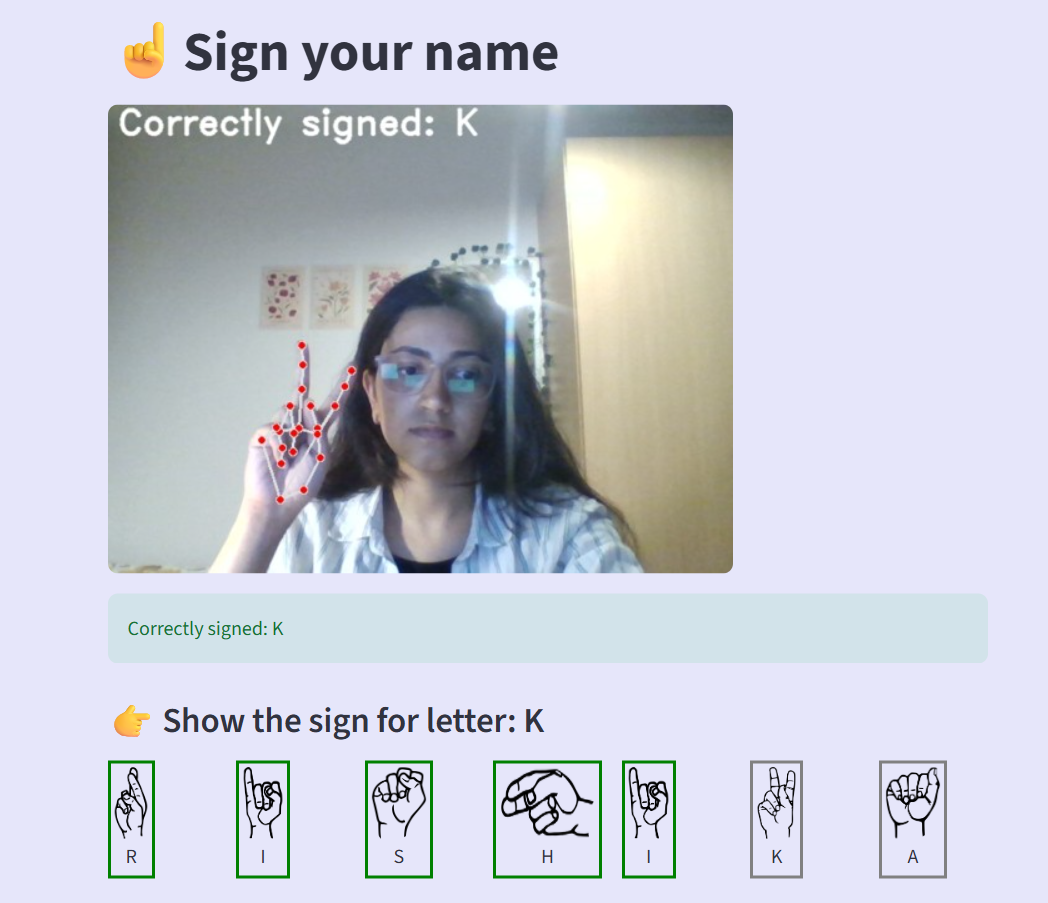 ☝️ Sign your name
Correctly signed: K
Correctly signed: K
👉 Show the sign for letter: K
R I S H I K A